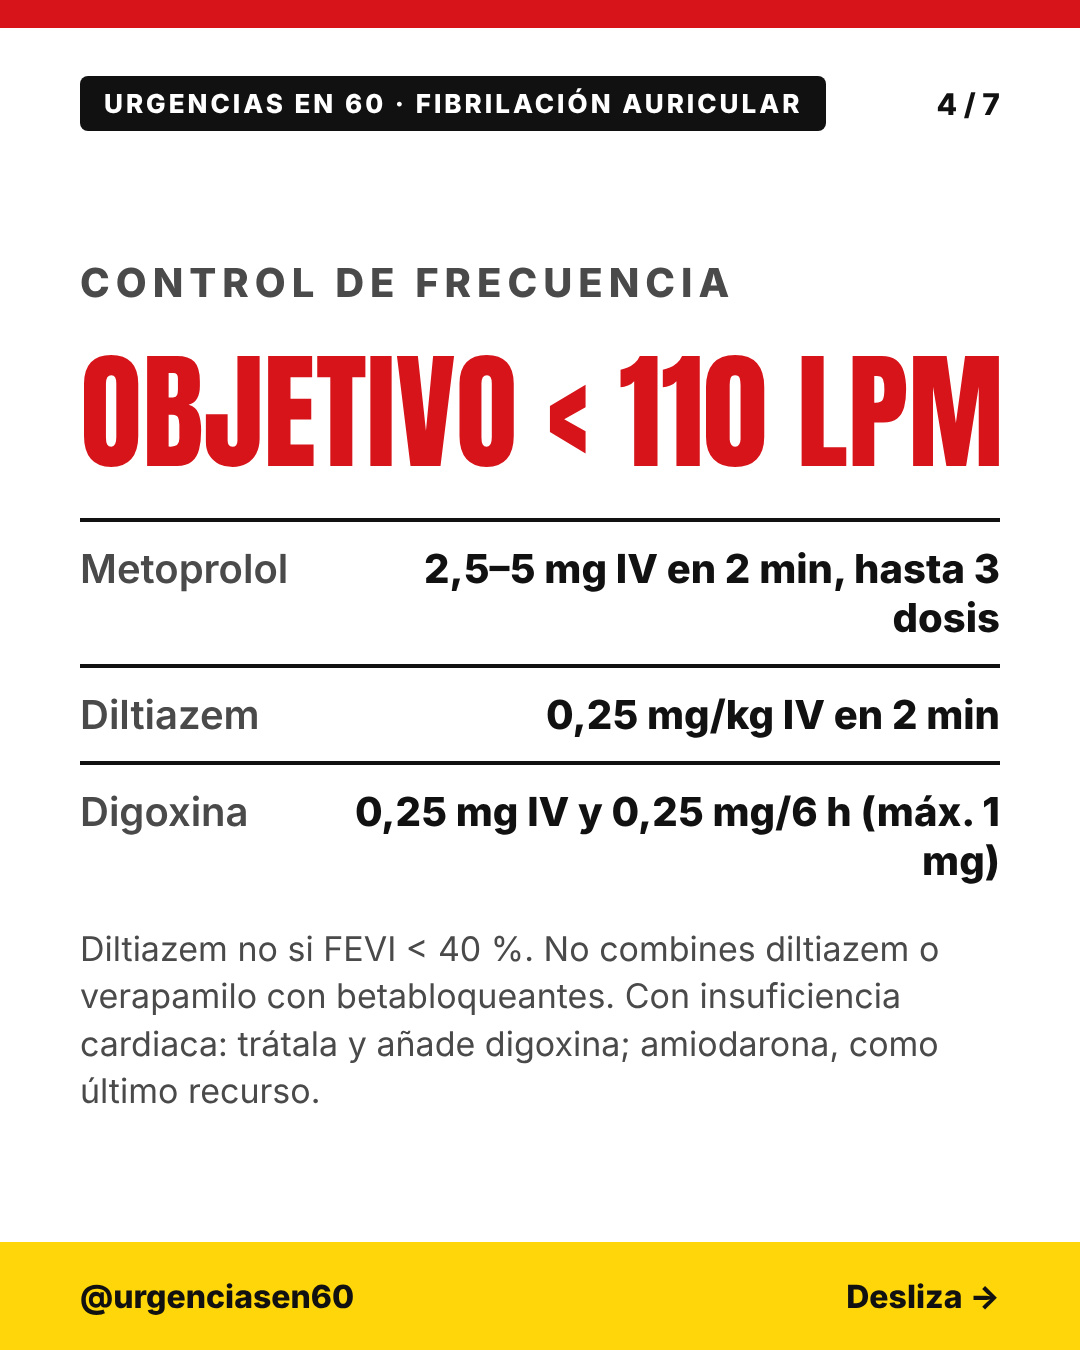 URGENCIAS EN 60 · FIBRILACIÓN AURICULAR
4 / 7
CONTROL DE FRECUENCIA
OBJETIVO < 110 LPM
Metoprolol 2,5–5 mg IV en 2 min, hasta 3
dosis
Diltiazem 0,25 mg/kg IV en 2 min
Digoxina 0,25 mg IV y 0,25 mg/6 h (máx. 1
mg)
Diltiazem no si FEVI < 40 %. No combines diltiazem o
verapamilo con betabloqueantes. Con insuficiencia
cardiaca: trátala y añade digoxina; amiodarona, como
último recurso.
@urgenciasen60
Desliza →